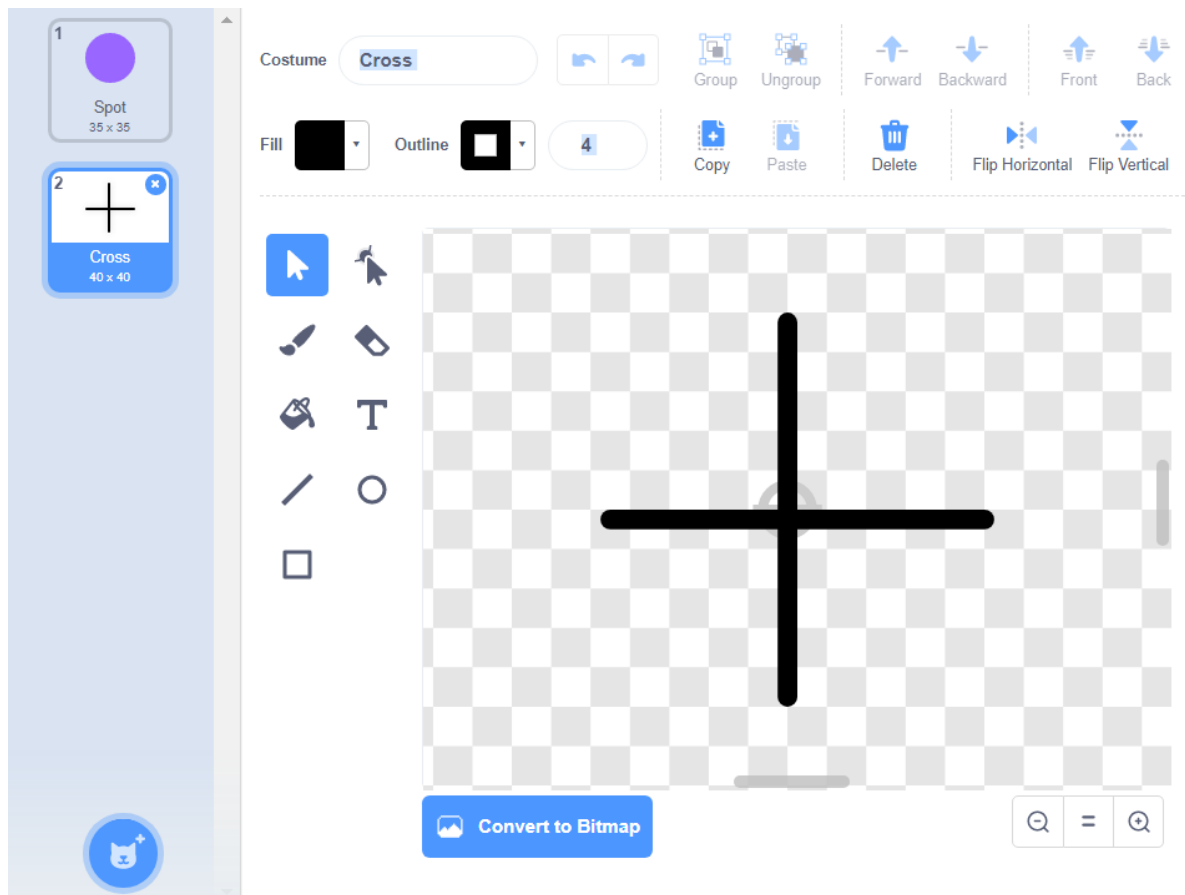 1
Spot
35 x 35
2
Cross
40 x 40
Costume Cross
Group Ungroup Forward Backward Front Back
Fill Outline 4
Copy Paste Delete Flip Horizontal Flip Vertical
T
Convert to Bitmap